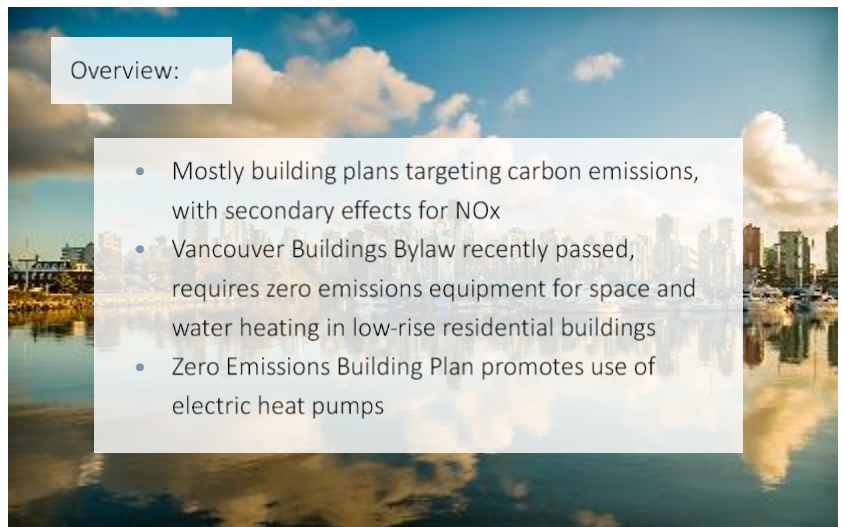 Overview:
• Mostly building plans targeting carbon emissions,
with secondary effects for NOx
• Vancouver Buildings Bylaw recently passed,
requires zero emissions equipment for space and
water heating in low-rise residential buildings
• Zero Emissions Building Plan promotes use of
electric heat pumps